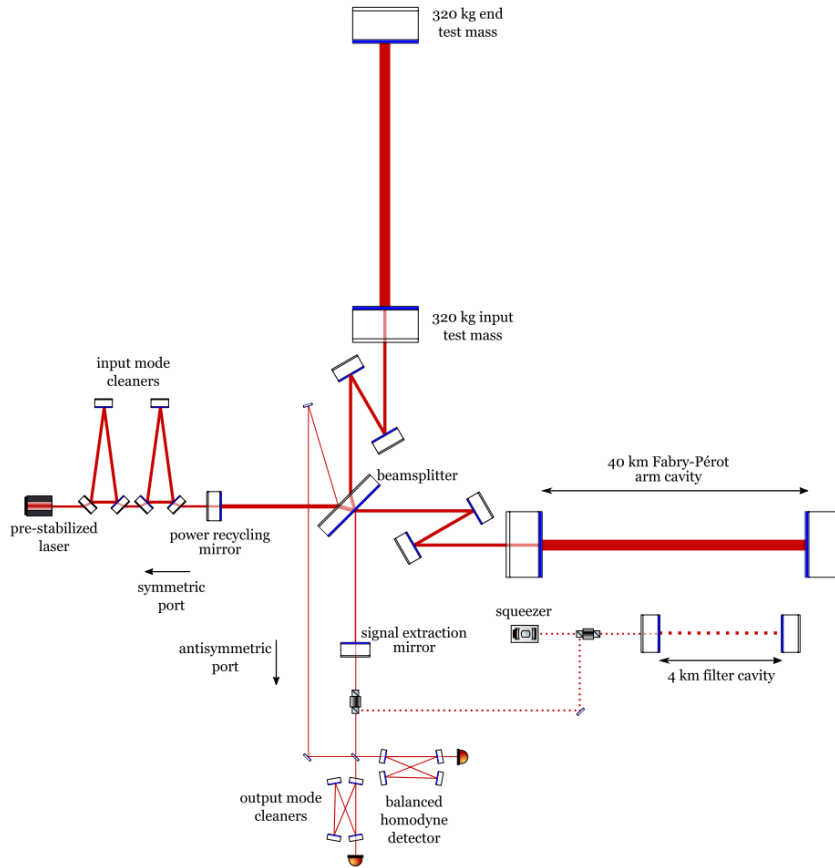 320 kg end
test mass
320 kg input
test mass
input mode
cleaners
beamsplitter
40 km Fabry-Pérot
arm cavity
pre-stabilized
laser
power recycling
mirror
symmetric
port
squeezer
signal extraction
mirror
antisymmetric
port
4 km filter cavity
output mode
cleaners
balanced
homodyne
detector